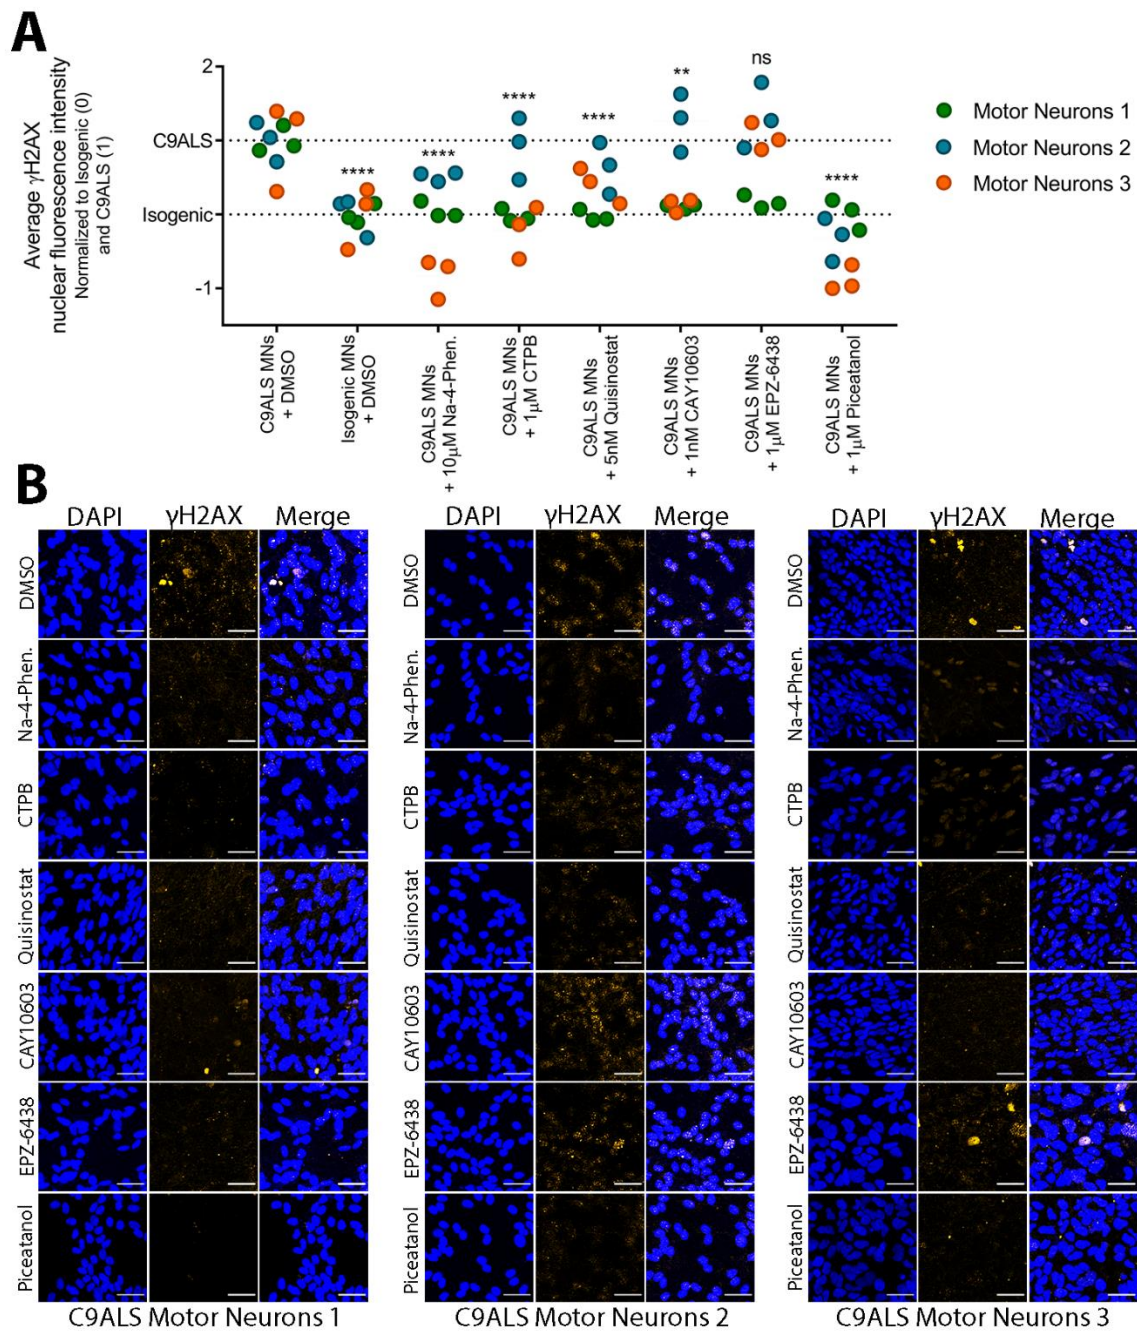 A
Average γH2AX
nuclear fluorescence intensity
Normalized to Isogenic (0)
and C9ALS (1)
2
C9ALS
Isogenic
-1
****
****
****
****
**
ns
****
Motor Neurons 1
Motor Neurons 2
Motor Neurons 3
C9ALS MNs
+ DMSO
Isogenic MNs
+ DMSO
C9ALS MNs
+ 10μM Na-4-Phen.
C9ALS MNs
+ 1μM CTPB
C9ALS MNs
+ 5nM Quisinostat
C9ALS MNs
+ 1nM CAY10603
C9ALS MNs
+ 1μM EPZ-6438
C9ALS MNs
+ 1μM Piceatanol
B
DAPI γH2AX Merge
DMSO
Na-4-Phen.
CTPB
Quisinostat
CAY10603
EPZ-6438
Piceatanol
C9ALS Motor Neurons 1
DAPI γH2AX Merge
DMSO
Na-4-Phen.
CTPB
Quisinostat
CAY10603
EPZ-6438
Piceatanol
C9ALS Motor Neurons 2
DAPI γH2AX Merge
DMSO
Na-4-Phen.
CTPB
Quisinostat
CAY10603
EPZ-6438
Piceatanol
C9ALS Motor Neurons 3